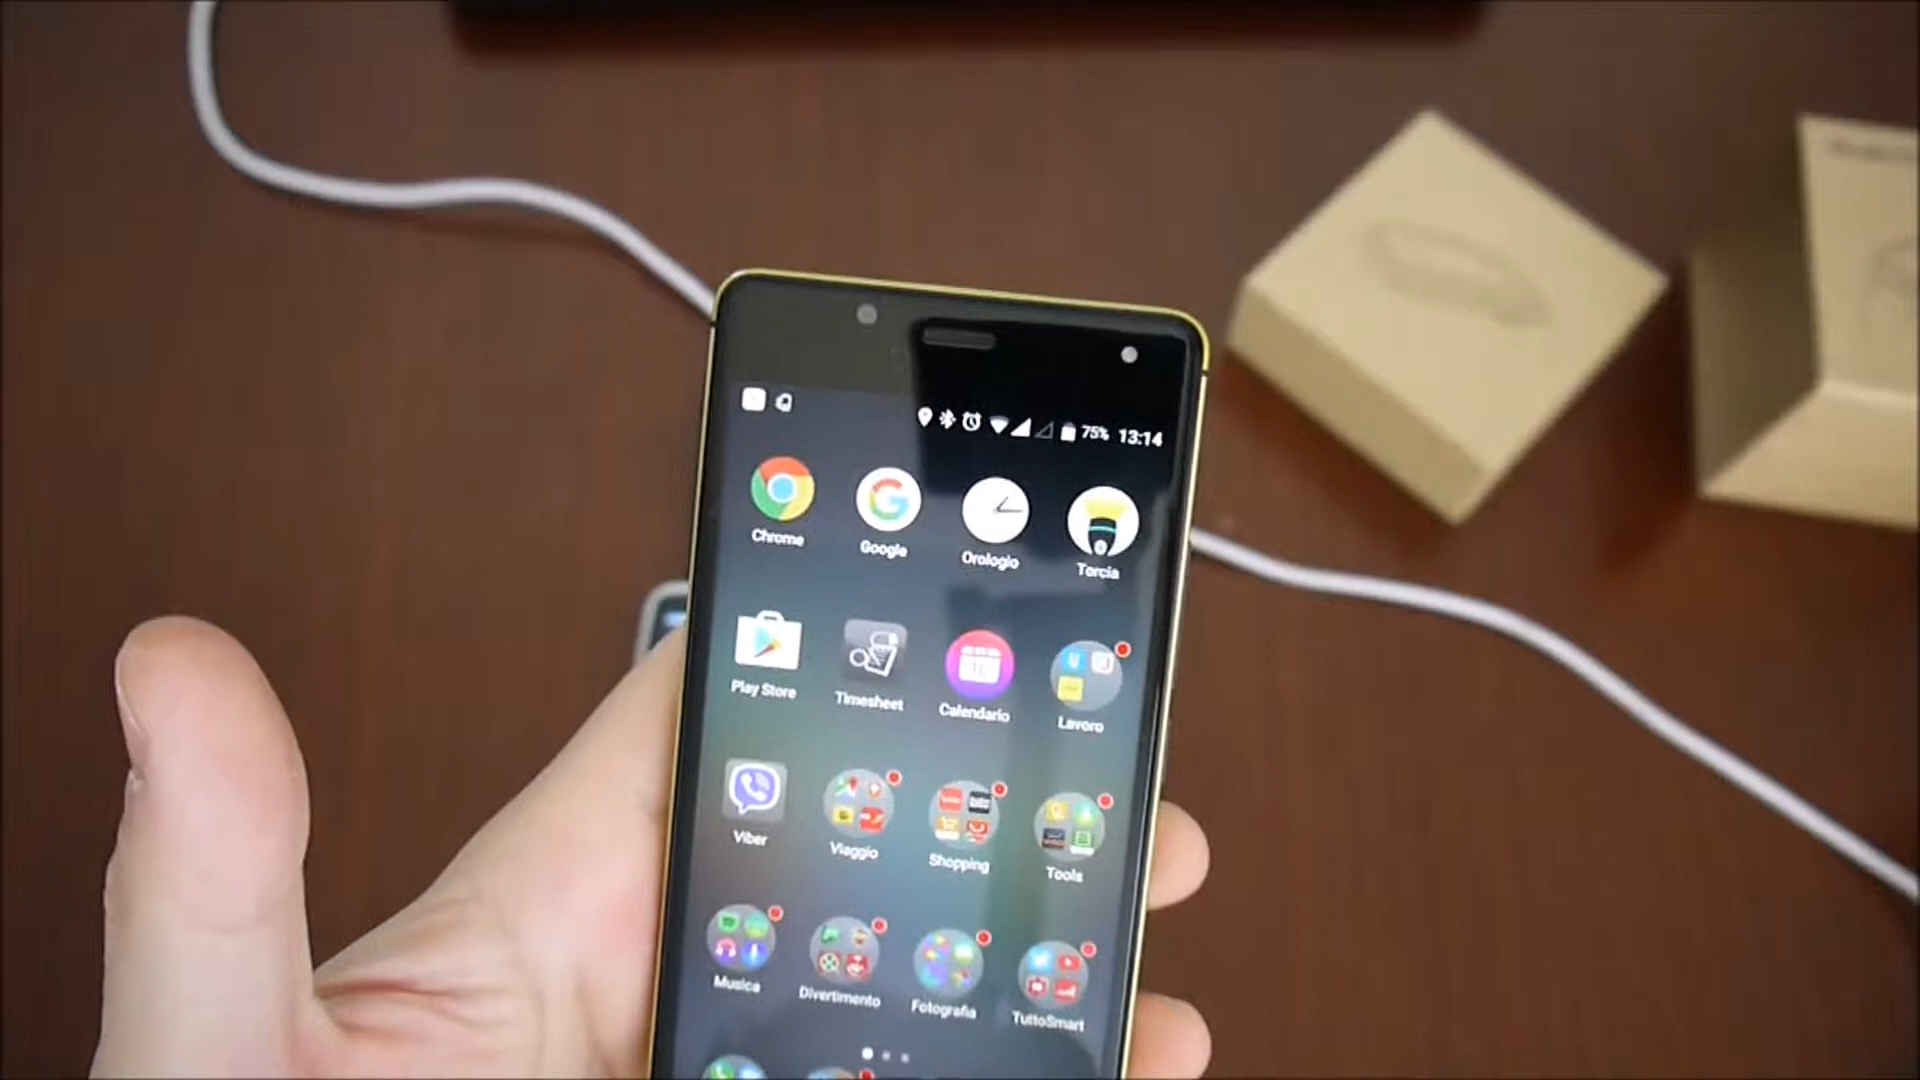 75% 13:14
Chrome Google Orologio Torcia
Play Store Timesheet Calendario Lavoro
Viber Viaggio Shopping Tools
Musica Divertimento Fotografia TuttoSmart